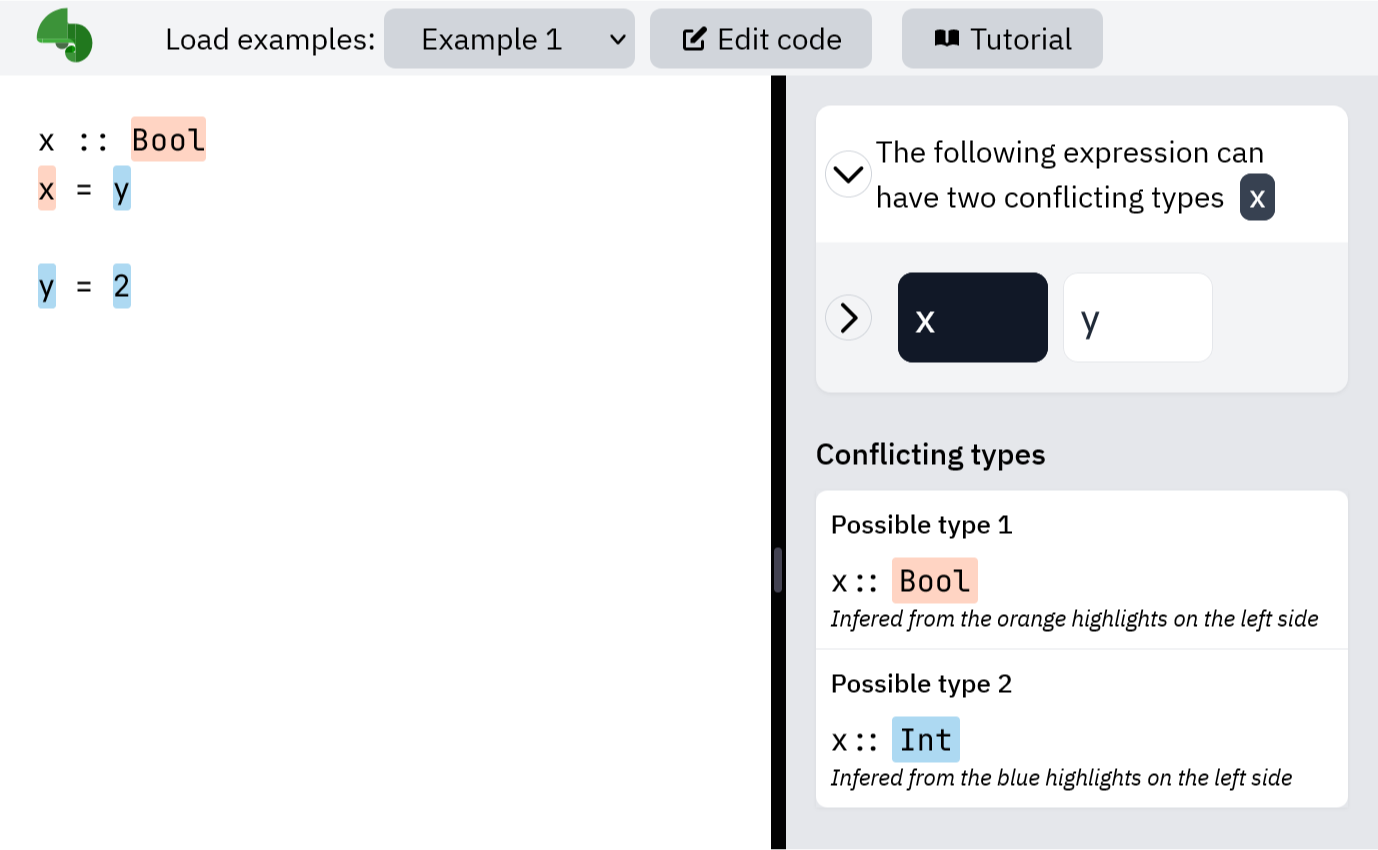 Load examples: Example 1 Edit code Tutorial
x :: Bool
x = y
y = 2
The following expression can
have two conflicting types x
x y
Conflicting types
Possible type 1
x :: Bool
Infered from the orange highlights on the left side
Possible type 2
x :: Int
Infered from the blue highlights on the left side